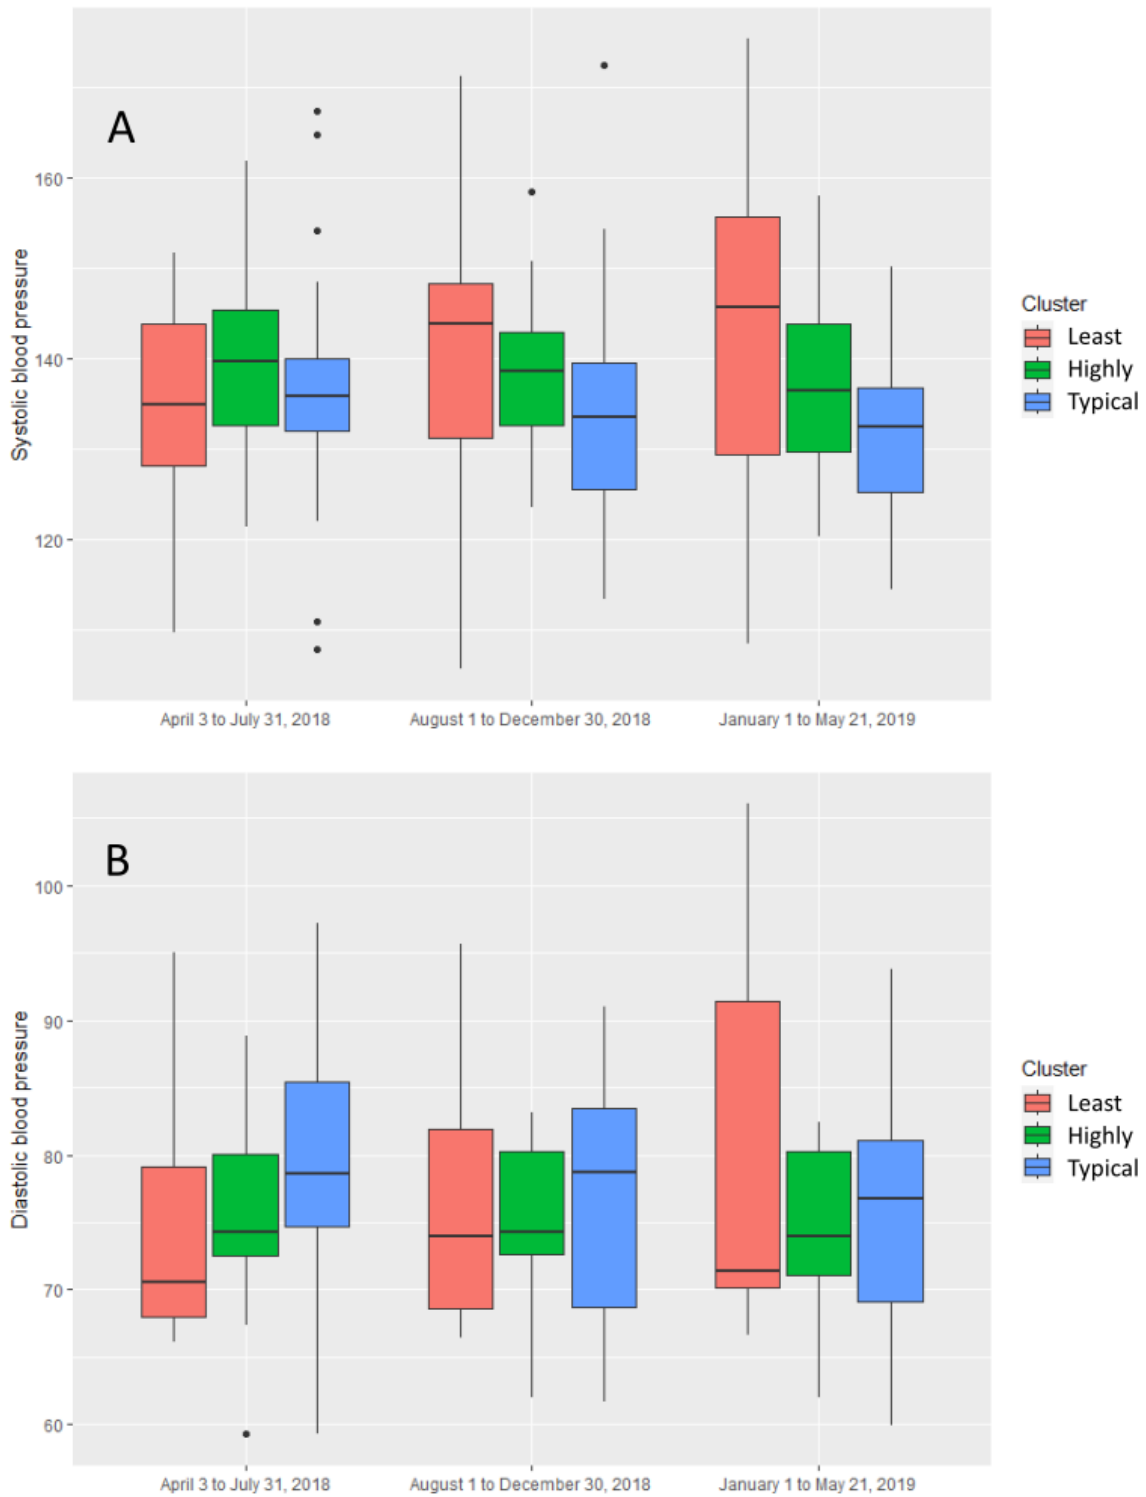 A
Systolic blood pressure
160
140
120
April 3 to July 31, 2018
August 1 to December 30, 2018
January 1 to May 21, 2019
Cluster
Least
Highly
Typical
B
Diastolic blood pressure
100
90
80
70
60
April 3 to July 31, 2018
August 1 to December 30, 2018
January 1 to May 21, 2019
Cluster
Least
Highly
Typical